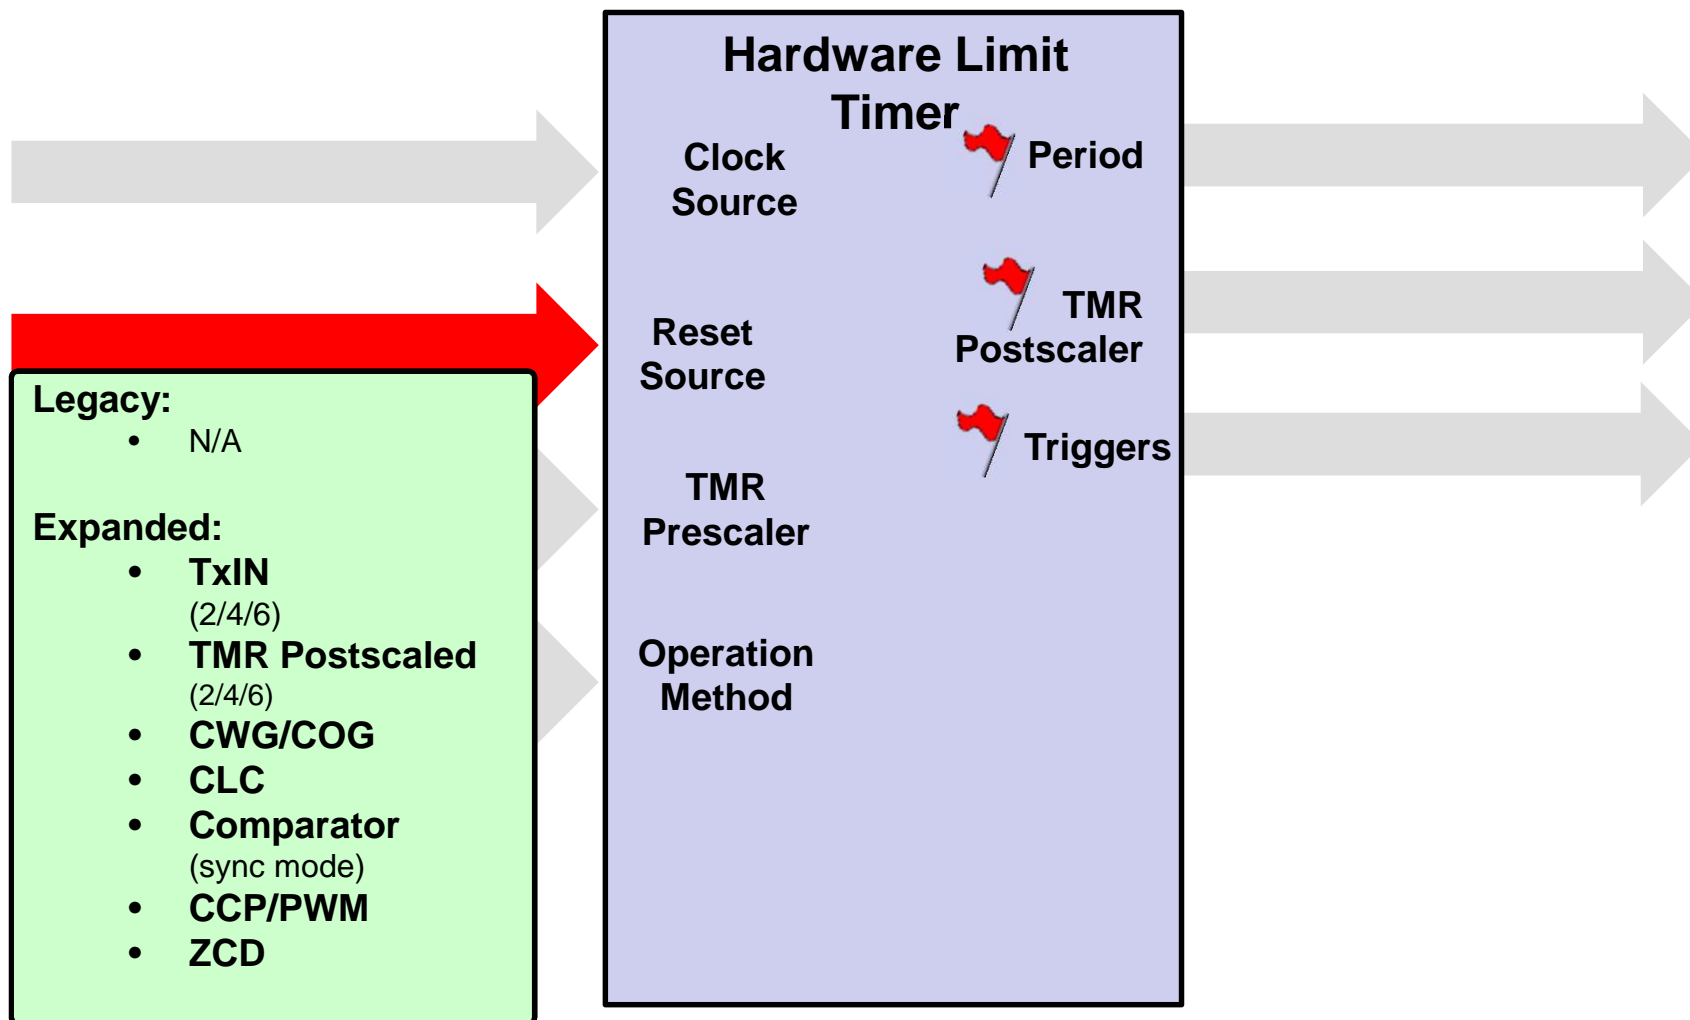 Hardware Limit
Timer
Clock
Source
Period
Reset
Source
TMR
Postscaler
Triggers
TMR
Prescaler
Operation
Method
Legacy:
• N/A
Expanded:
• TxIN
(2/4/6)
• TMR Postscaled
(2/4/6)
• CWG/COG
• CLC
• Comparator
(sync mode)
• CCP/PWM
• ZCD